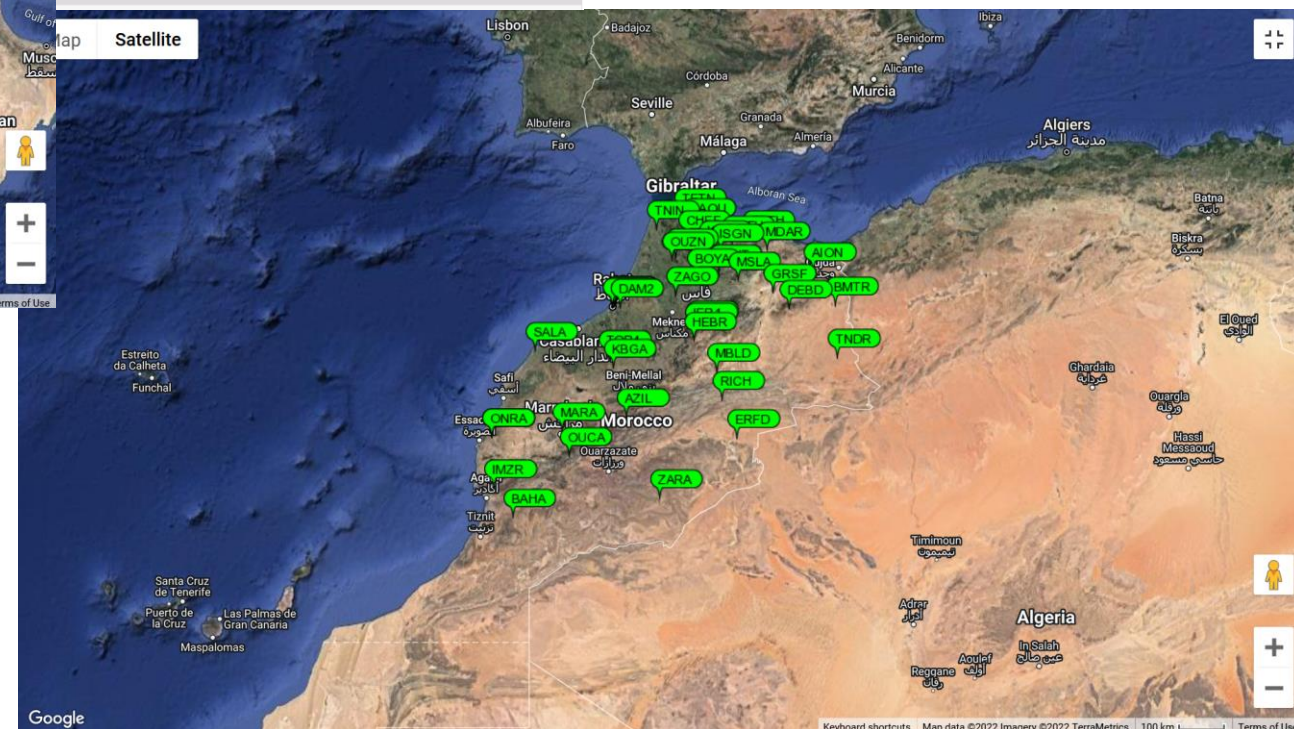 Gulf of
Map
Satellite
Lisbon
Badajoz
Ibiza
Benidorm
Alicante
Murcia
Córdoba
Seville
Granada
Albufeira
Faro
Málaga
Almería
Algiers
مدينة الجزائر
Gibraltar
Alboran Sea
Batna
باتنة
Biskra
بسكرة
TETN
TNIN
CHEF
MDAR
ISGN
OUZN
AION
BOYA
MSLA
ZAGO
GRSF
فاس
DAM2
DEBD
BMTR
El Oued
الوادي
HEBR
Meknes
مكناس
SALA
Casablanca
الدار البيضاء
KBGA
MBLD
TNDR
Estreito
da Calheta
Funchal
Safi
آسفي
Beni-Mellal
RICH
Ghardaia
غرداية
AZIL
Ouargla
ورقلة
ONRA
MARA
Morocco
ERFD
OUCA
Hassi
Messaoud
حاسي مسعود
Ouarzazate
ورزازات
IMZR
ZARA
أكادير
BAHA
Tiznit
تزنيت
Timimoun
تيميمون
Santa Cruz
de Tenerife
Puerto de
la Cruz
Las Palmas de
Gran Canaria
Maspalomas
Adrar
أدرار
Algeria
In Salah
عين صالح
Aoulef
أولف
Reggane
رقان
Google
Keyboard shortcuts
Map data ©2022 Imagery ©2022 TerraMetrics
100 km
Terms of Use